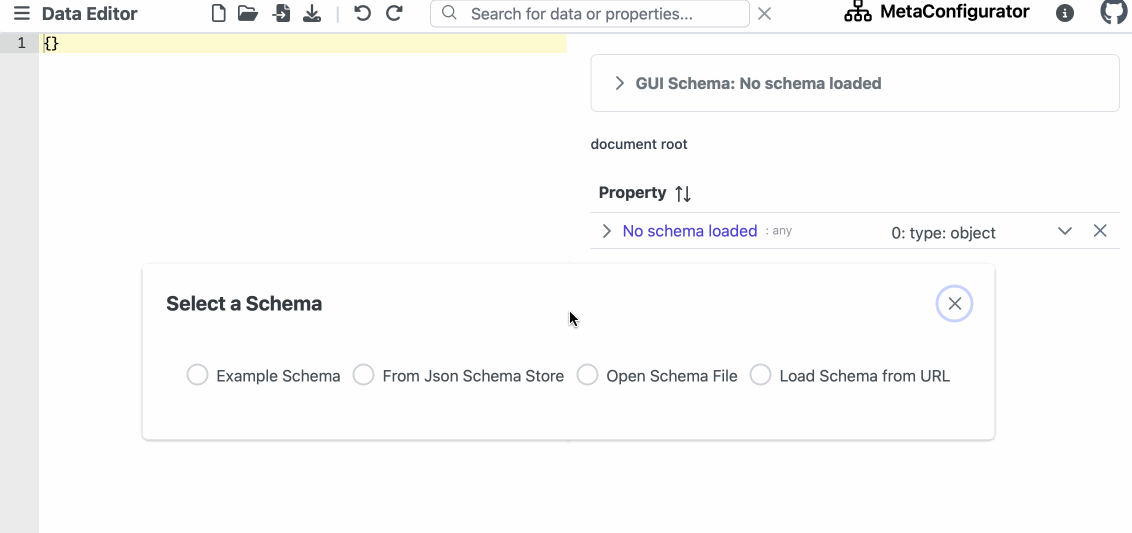 Data Editor
Search for data or properties...
MetaConfigurator
1 {}
GUI Schema: No schema loaded
document root
Property
No schema loaded : any 0: type: object
Select a Schema
Example Schema From Json Schema Store Open Schema File Load Schema from URL